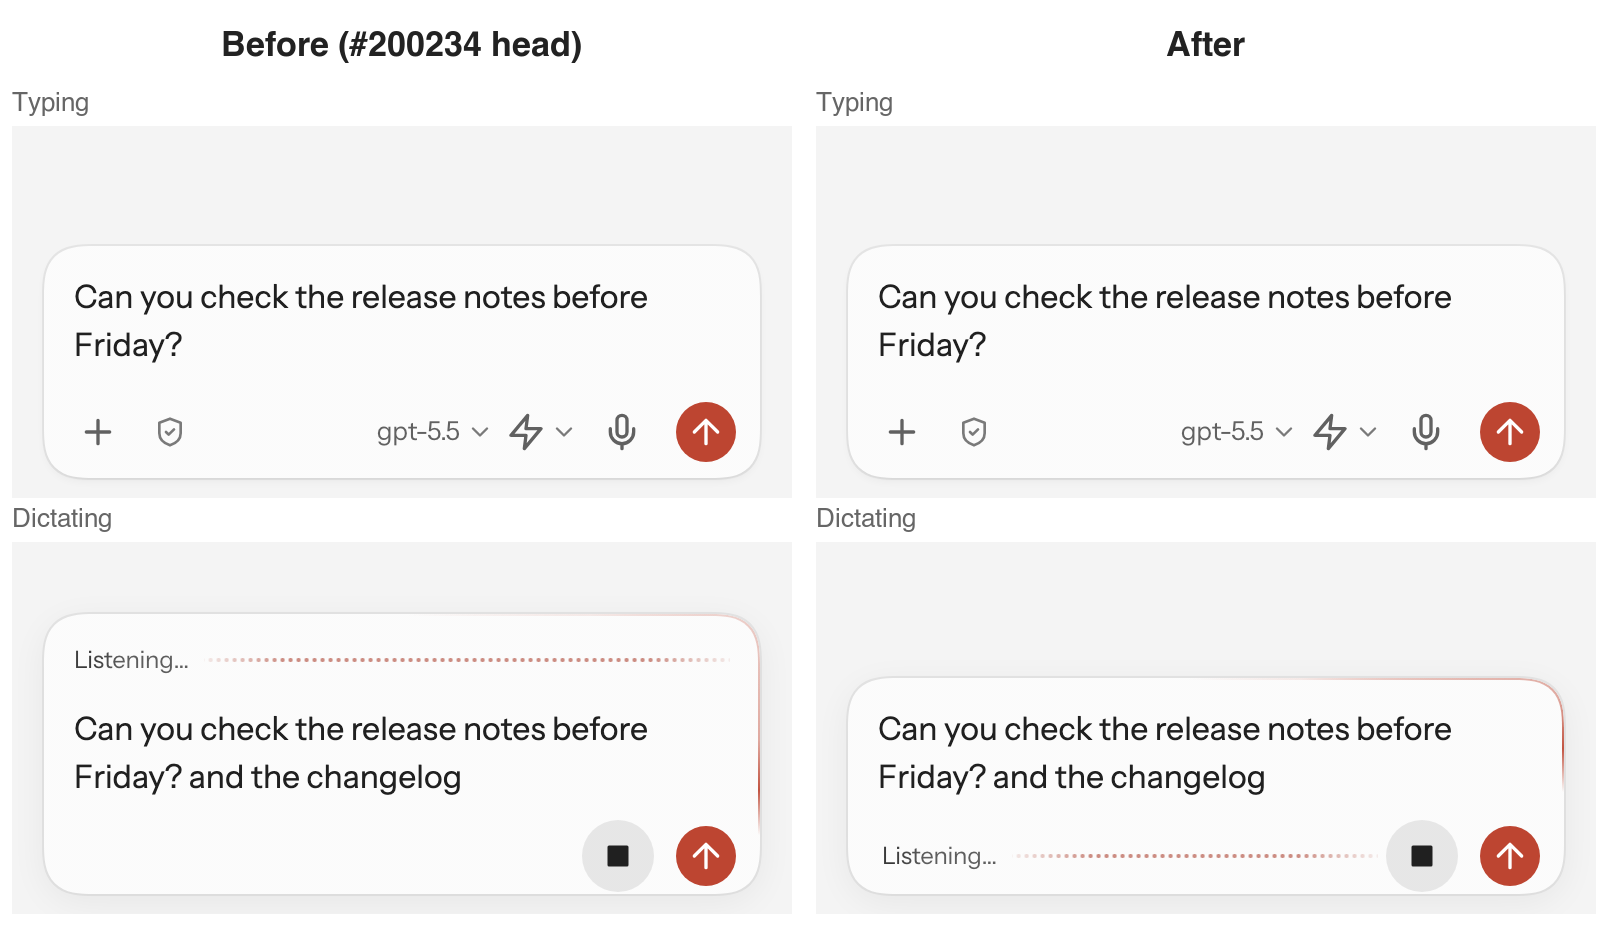 Before (#200234 head)
After
Typing
Typing
Can you check the release notes before
Friday?
gpt-5.5
Can you check the release notes before
Friday?
gpt-5.5
Dictating
Dictating
Listening...
Can you check the release notes before
Friday? and the changelog
Can you check the release notes before
Friday? and the changelog
Listening...